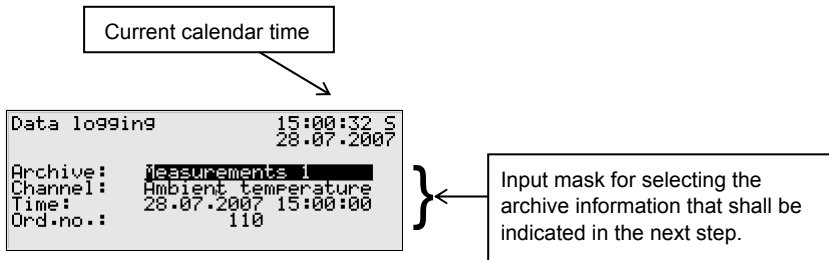 Current calendar time
Data logging 15:00:32 S
28.07.2007
Archive: Measurements 1
Channel: Ambient temperature
Time: 28.07.2007 15:00:00
Ord.no.: 110
}
Input mask for selecting the
archive information that shall be
indicated in the next step.